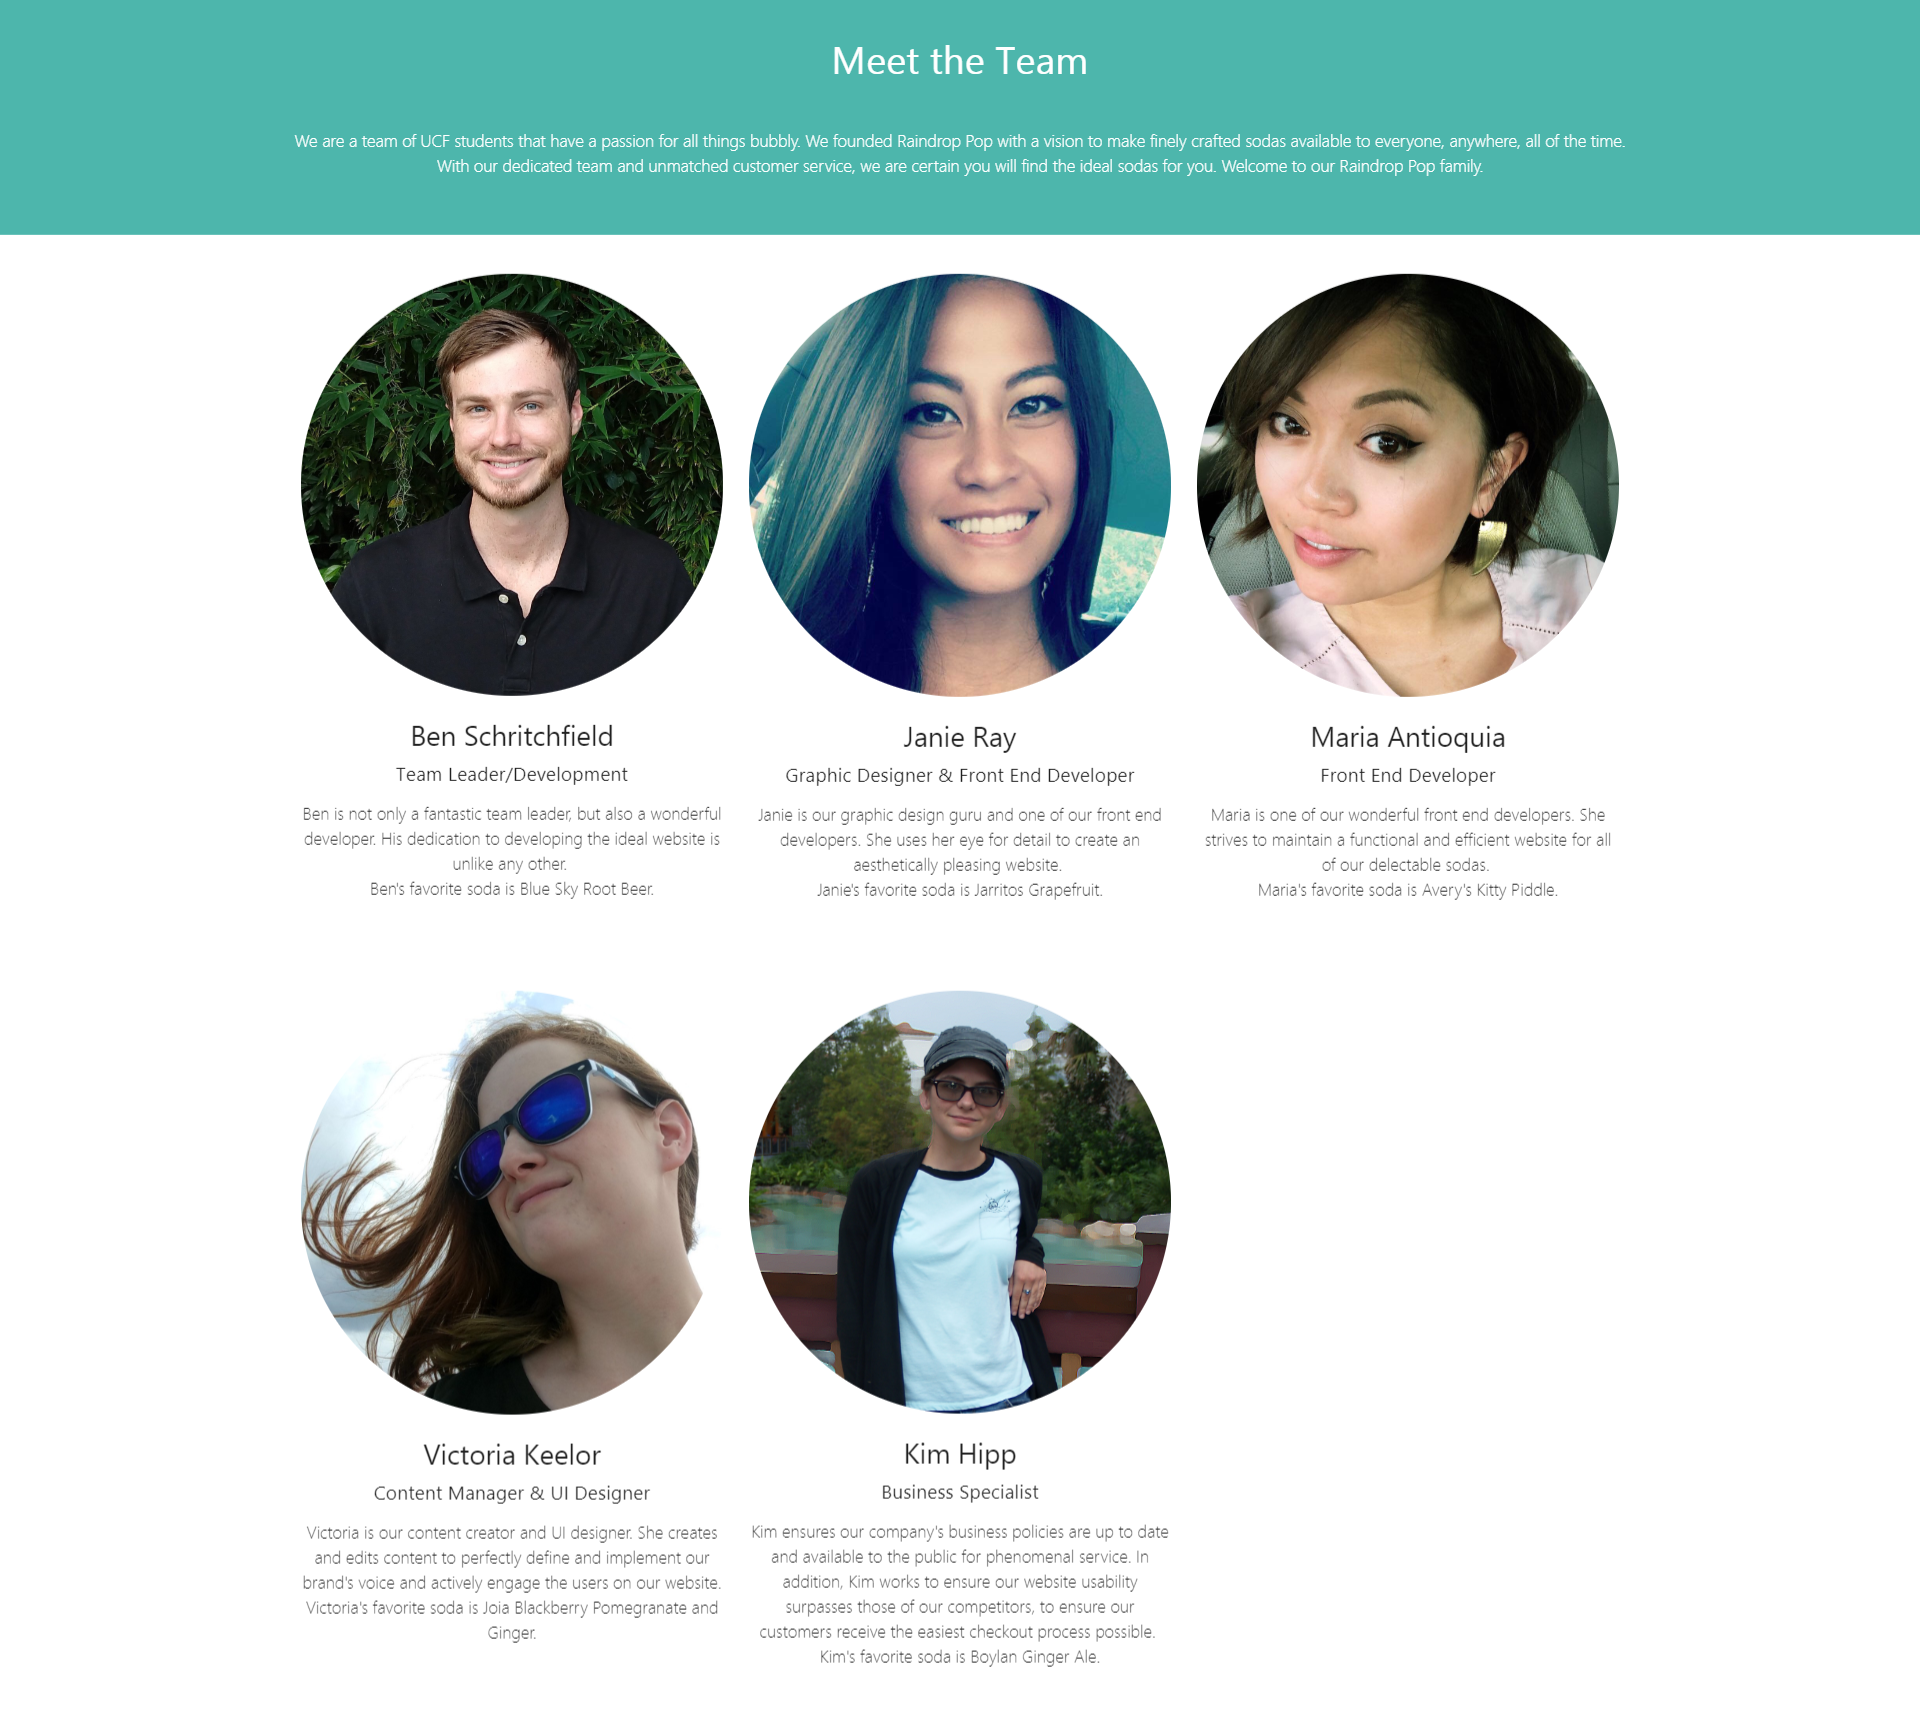 Meet the Team
We are a team of UCF students that have a passion for all things bubbly. We founded Raindrop Pop with a vision to make finely crafted sodas available to everyone, anywhere, all of the time.
With our dedicated team and unmatched customer service, we are certain you will find the ideal sodas for you. Welcome to our Raindrop Pop family.
Ben Schritchfield
Team Leader/Development
Ben is not only a fantastic team leader, but also a wonderful
developer. His dedication to developing the ideal website is
unlike any other.
Ben's favorite soda is Blue Sky Root Beer.
Janie Ray
Graphic Designer & Front End Developer
Janie is our graphic design guru and one of our front end
developers. She uses her eye for detail to create an
aesthetically pleasing website.
Janie's favorite soda is Jarritos Grapefruit.
Maria Antioquia
Front End Developer
Maria is one of our wonderful front end developers. She
strives to maintain a functional and efficient website for all
of our delectable sodas.
Maria's favorite soda is Avery's Kitty Piddle.
Victoria Keelor
Content Manager & UI Designer
Victoria is our content creator and UI designer. She creates
and edits content to perfectly define and implement our
brand's voice and actively engage the users on our website.
Victoria's favorite soda is Joia Blackberry Pomegranate and
Ginger.
Kim Hipp
Business Specialist
Kim ensures our company's business policies are up to date
and available to the public for phenomenal service. In
addition, Kim works to ensure our website usability
surpasses those of our competitors, to ensure our
customers receive the easiest checkout process possible.
Kim's favorite soda is Boylan Ginger Ale.